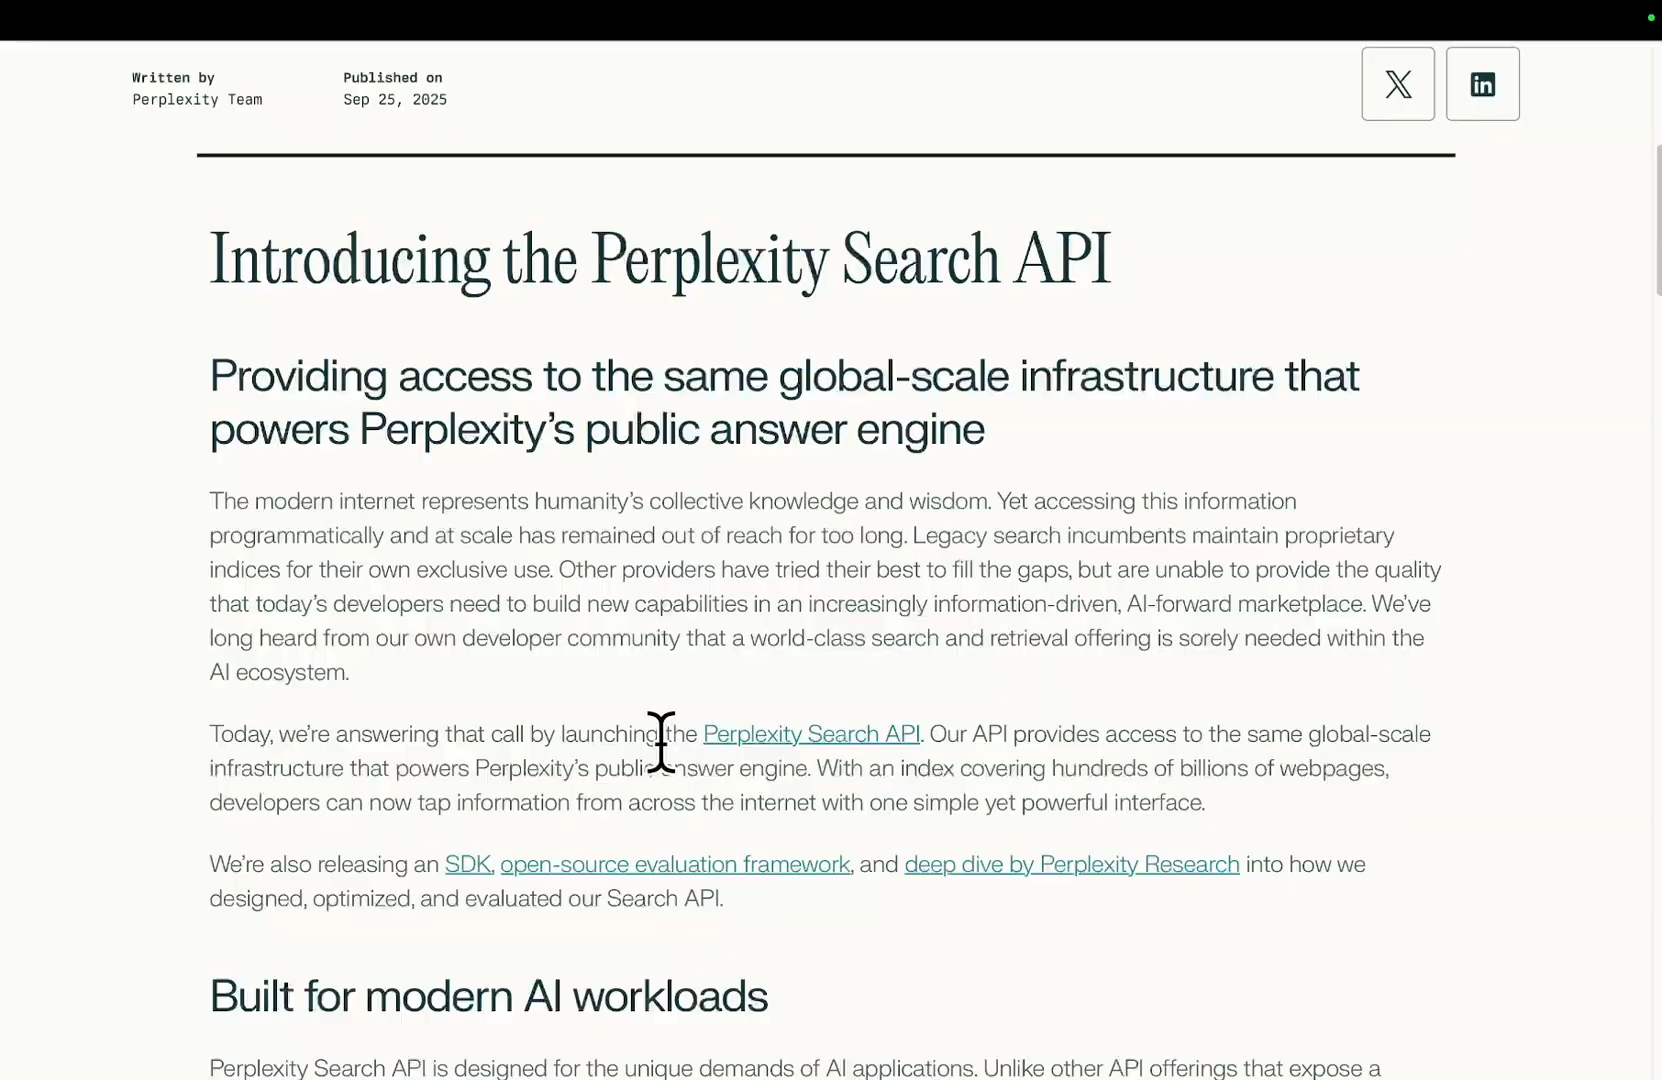 Written by
Perplexity Team
Published on
Sep 25, 2025
Introducing the Perplexity Search API
Providing access to the same global-scale infrastructure that
powers Perplexity’s public answer engine
The modern internet represents humanity’s collective knowledge and wisdom. Yet accessing this information
programmatically and at scale has remained out of reach for too long. Legacy search incumbents maintain proprietary
indices for their own exclusive use. Other providers have tried their best to fill the gaps, but are unable to provide the quality
that today’s developers need to build new capabilities in an increasingly information-driven, AI-forward marketplace. We’ve
long heard from our own developer community that a world-class search and retrieval offering is sorely needed within the
AI ecosystem.
Today, we’re answering that call by launching the Perplexity Search API. Our API provides access to the same global-scale
infrastructure that powers Perplexity’s public answer engine. With an index covering hundreds of billions of webpages,
developers can now tap information from across the internet with one simple yet powerful interface.
We’re also releasing an SDK, open-source evaluation framework, and deep dive by Perplexity Research into how we
designed, optimized, and evaluated our Search API.
Built for modern AI workloads
Perplexity Search API is designed for the unique demands of AI applications. Unlike other API offerings that expose a